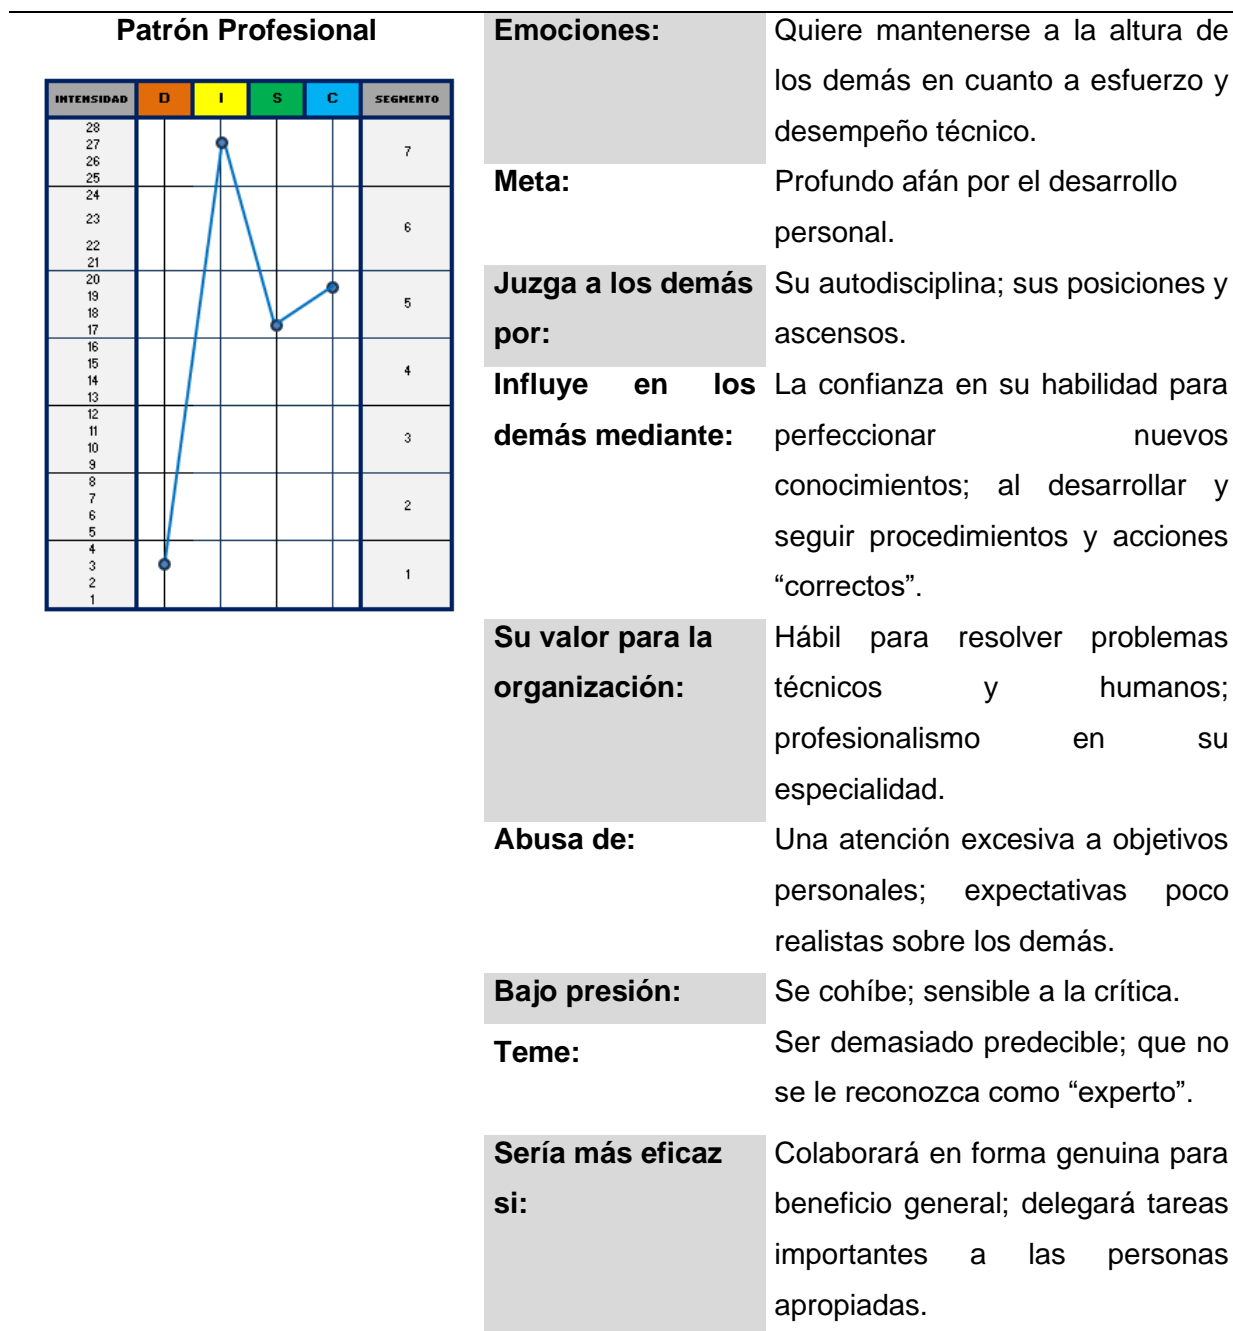 Patrón Profesional
INTENSIDAD D I S C SEGMENTO
28
27
26
25
7
24
23
22
21
6
20
19
18
17
5
16
15
14
13
4
12
11
10
9
3
8
7
6
5
2
4
3
2
1
1
Emociones: Quiere mantenerse a la altura de
los demás en cuanto a esfuerzo y
desempeño técnico.
Meta: Profundo afán por el desarrollo
personal.
Juzga a los demás Su autodisciplina; sus posiciones y
por: ascensos.
Influye en los La confianza en su habilidad para
demás mediante: perfeccionar nuevos
conocimientos; al desarrollar y
seguir procedimientos y acciones
“correctos”.
Su valor para la Hábil para resolver problemas
organización: técnicos y humanos;
profesionalismo en su
especialidad.
Abusa de: Una atención excesiva a objetivos
personales; expectativas poco
realistas sobre los demás.
Bajo presión: Se cohíbe; sensible a la crítica.
Teme: Ser demasiado predecible; que no
se le reconozca como “experto”.
Sería más eficaz Colaborará en forma genuina para
si: beneficio general; delegará tareas
importantes a las personas
apropiadas.